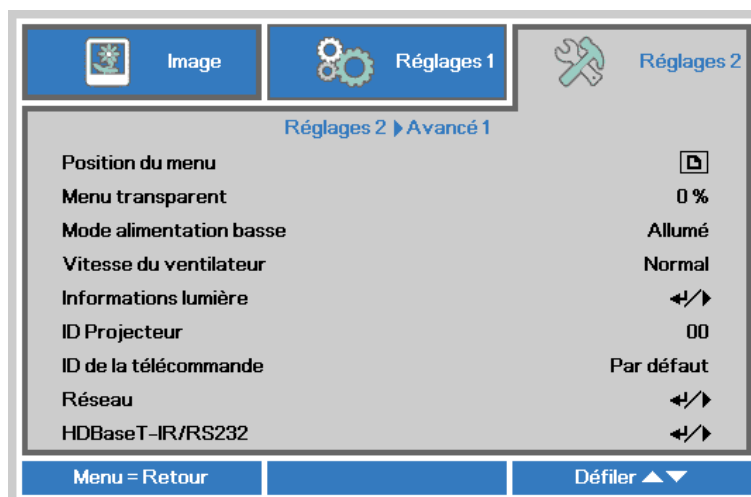 Image
Réglages 1
Réglages 2
Réglages 2 Avancé 1
Position du menu
Menu transparent 0 %
Mode alimentation basse Allumé
Vitesse du ventilateur Normal
Informations lumière
ID Projecteur 00
ID de la télécommande Par défaut
Réseau
HDBaseT-IR/RS232
Menu = Retour Défiler